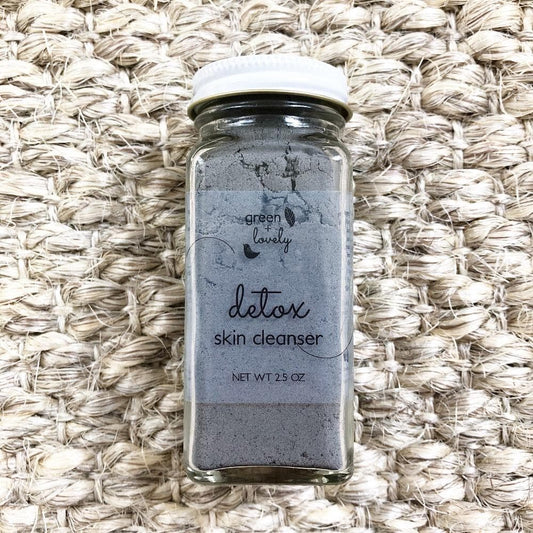 green
+
lovely
detox
skin cleanser
NET WT 2.5 OZ